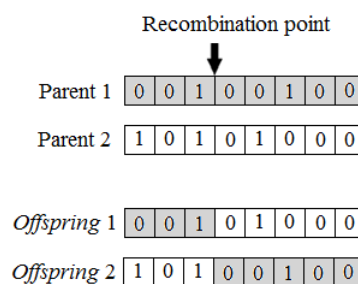 Recombination point
Parent 1 0 0 1 0 0 1 0 0
Parent 2 1 0 1 0 1 0 0 0
Offspring 1 0 0 1 0 1 0 0 0
Offspring 2 1 0 1 0 0 1 0 0